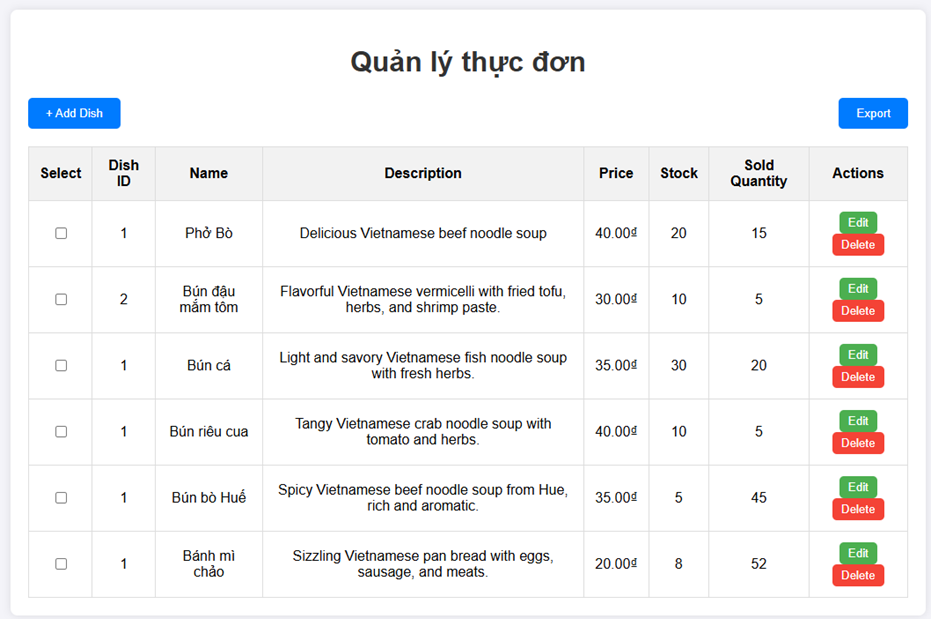 Quản lý thực đơn
+ Add Dish
Export
Select
Dish
ID
Name
Description
Price
Stock
Sold
Quantity
Actions
1
Phở Bò
Delicious Vietnamese beef noodle soup
40.00₫
20
15
Edit
Delete
2
Bún đậu
mắm tôm
Flavorful Vietnamese vermicelli with fried tofu,
herbs, and shrimp paste.
30.00₫
10
5
Edit
Delete
1
Bún cá
Light and savory Vietnamese fish noodle soup
with fresh herbs.
35.00₫
30
20
Edit
Delete
1
Bún riêu cua
Tangy Vietnamese crab noodle soup with
tomato and herbs.
40.00₫
10
5
Edit
Delete
1
Bún bò Huế
Spicy Vietnamese beef noodle soup from Hue,
rich and aromatic.
35.00₫
5
45
Edit
Delete
1
Bánh mì
chảo
Sizzling Vietnamese pan bread with eggs,
sausage, and meats.
20.00₫
8
52
Edit
Delete